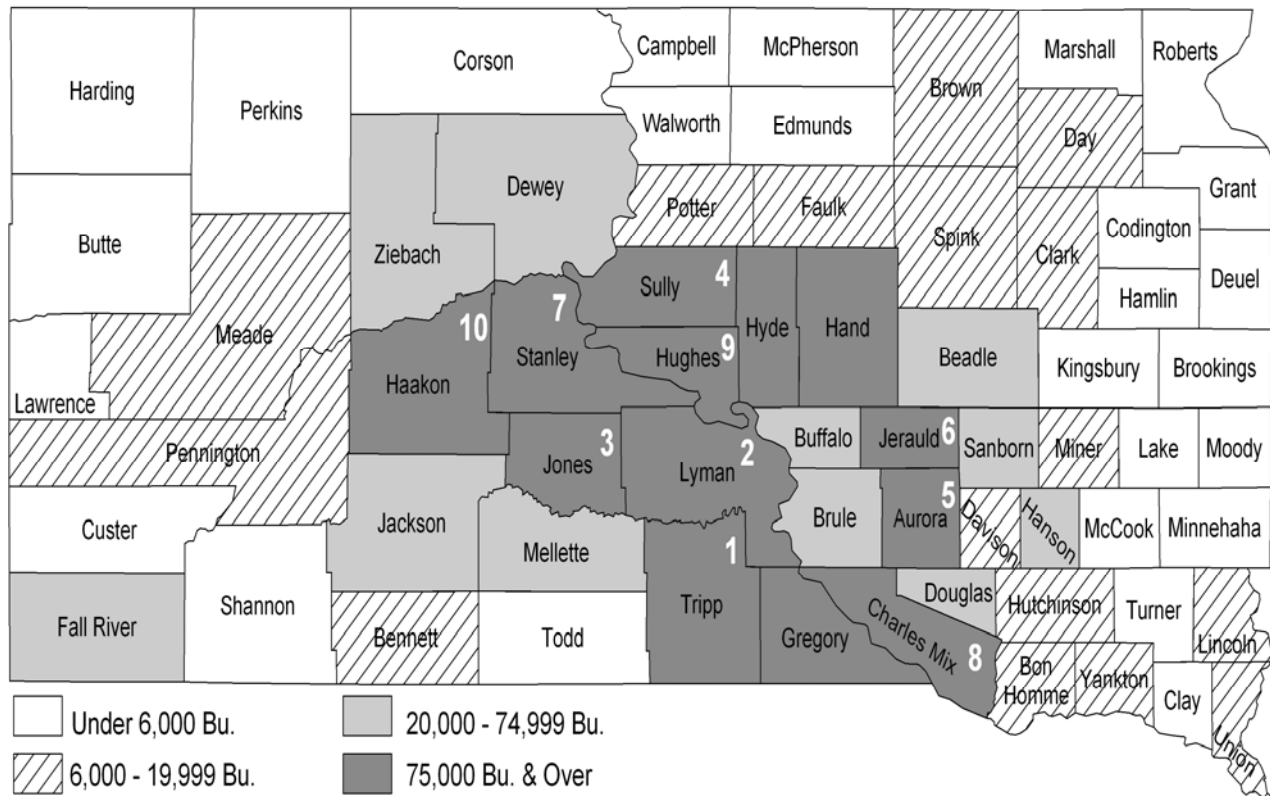 Harding
Perkins
Corson
Campbell
McPherson
Brown
Marshall
Roberts
Walworth
Edmunds
Day
Butte
Ziebach
Dewey
Potter
Faulk
Spink
Clark
Codington
Grant
Deuel
Hamlin
Meade
Lawrence
Haakon 10
Stanley 7
Sully 4
Hughes 9
Hyde
Hand
Beadle
Kingsbury
Brookings
Pennington
Jones 3
Lyman 2
Buffalo
Jerauld 6
Sanborn
Miner
Lake
Moody
Custer
Jackson
Mellette
Tripp 1
Brule
Aurora 5
Davison
Hanson
McCook
Minnehaha
Fall River
Shannon
Bennett
Todd
Gregory
Charles Mix 8
Douglas
Hutchinson
Turner
Lincoln
Bon
Homme
Yankton
Clay
Union
Under 6,000 Bu.
20,000 - 74,999 Bu.
6,000 - 19,999 Bu.
75,000 Bu. & Over